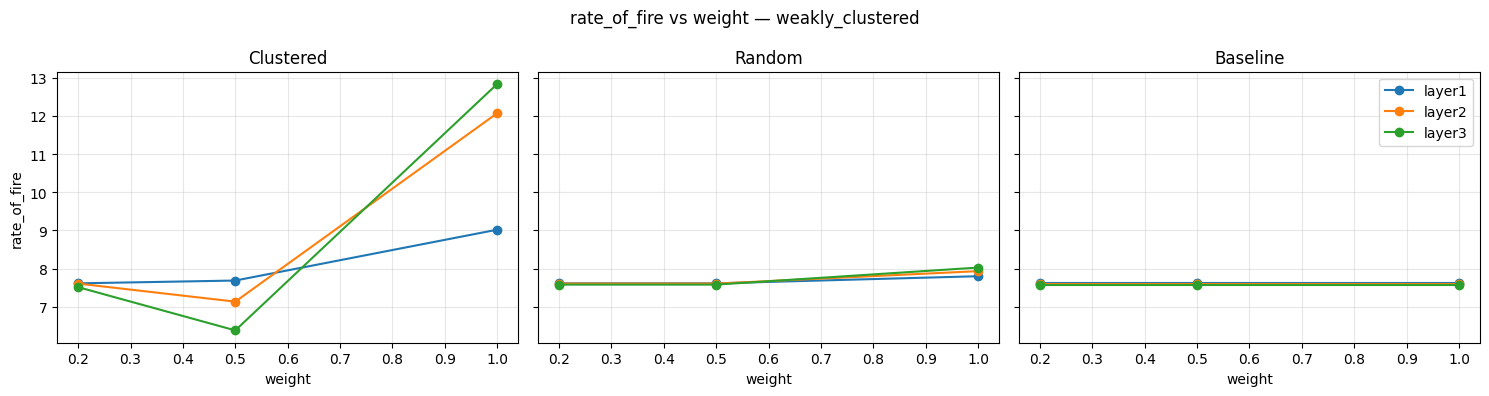 rate_of_fire vs weight — weakly_clustered
Clustered
Random
Baseline
rate_of_fire
13
12
11
10
9
8
7
layer1
layer2
layer3
0.2 0.3 0.4 0.5 0.6 0.7 0.8 0.9 1.0
0.2 0.3 0.4 0.5 0.6 0.7 0.8 0.9 1.0
0.2 0.3 0.4 0.5 0.6 0.7 0.8 0.9 1.0
weight
weight
weight